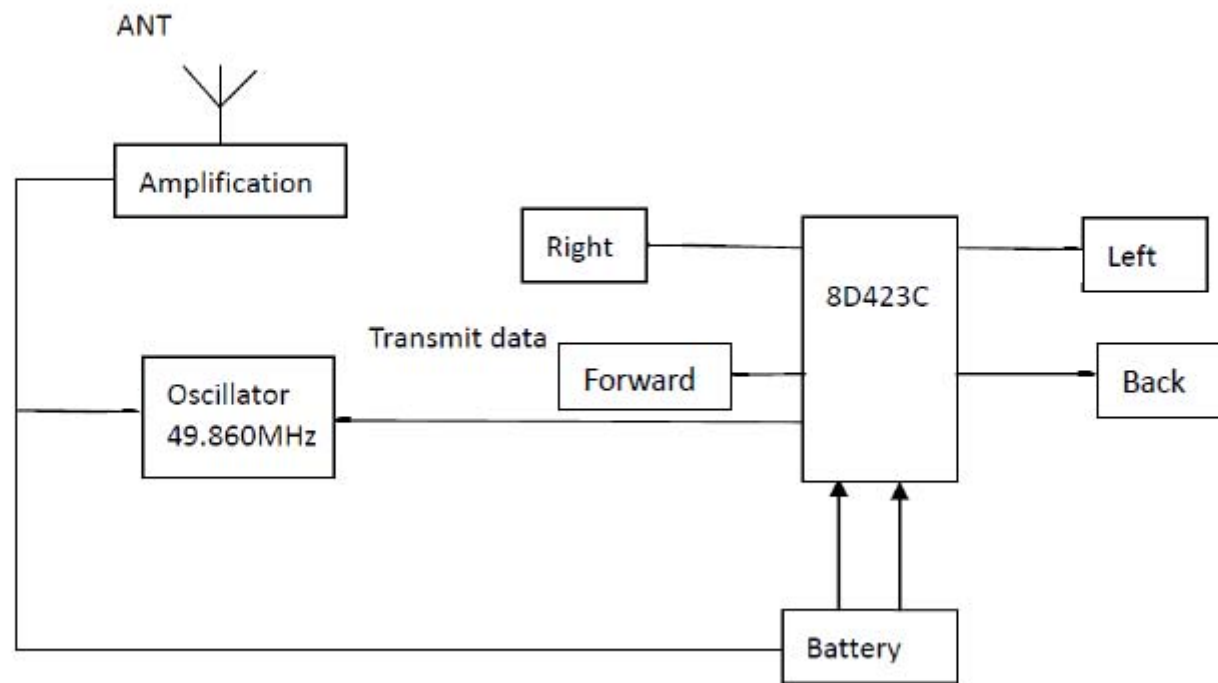 ANT
Amplification
Right
Left
8D423C
Transmit data
Forward
Back
Oscillator
49.860MHz
Battery